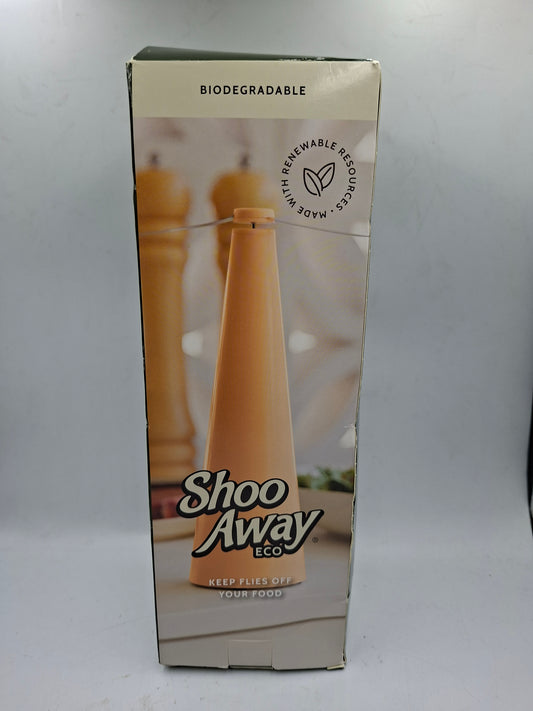 BIODEGRADABLE
MADE WITH RENEWABLE RESOURCES •
Shoo
Away
ECO ®
KEEP FLIES OFF
YOUR FOOD